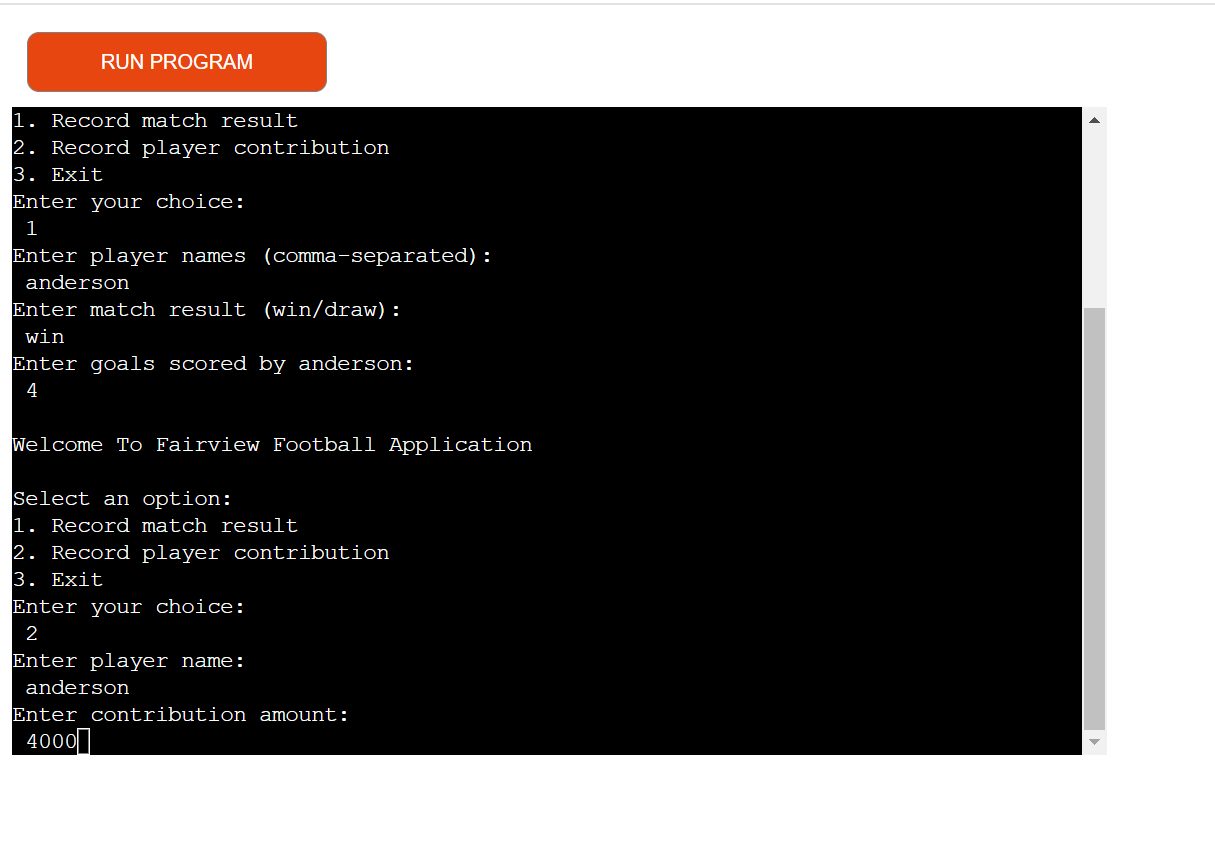 RUN PROGRAM
1. Record match result
2. Record player contribution
3. Exit
Enter your choice:
1
Enter player names (comma-separated):
anderson
Enter match result (win/draw):
win
Enter goals scored by anderson:
4
Welcome To Fairview Football Application
Select an option:
1. Record match result
2. Record player contribution
3. Exit
Enter your choice:
2
Enter player name:
anderson
Enter contribution amount:
4000